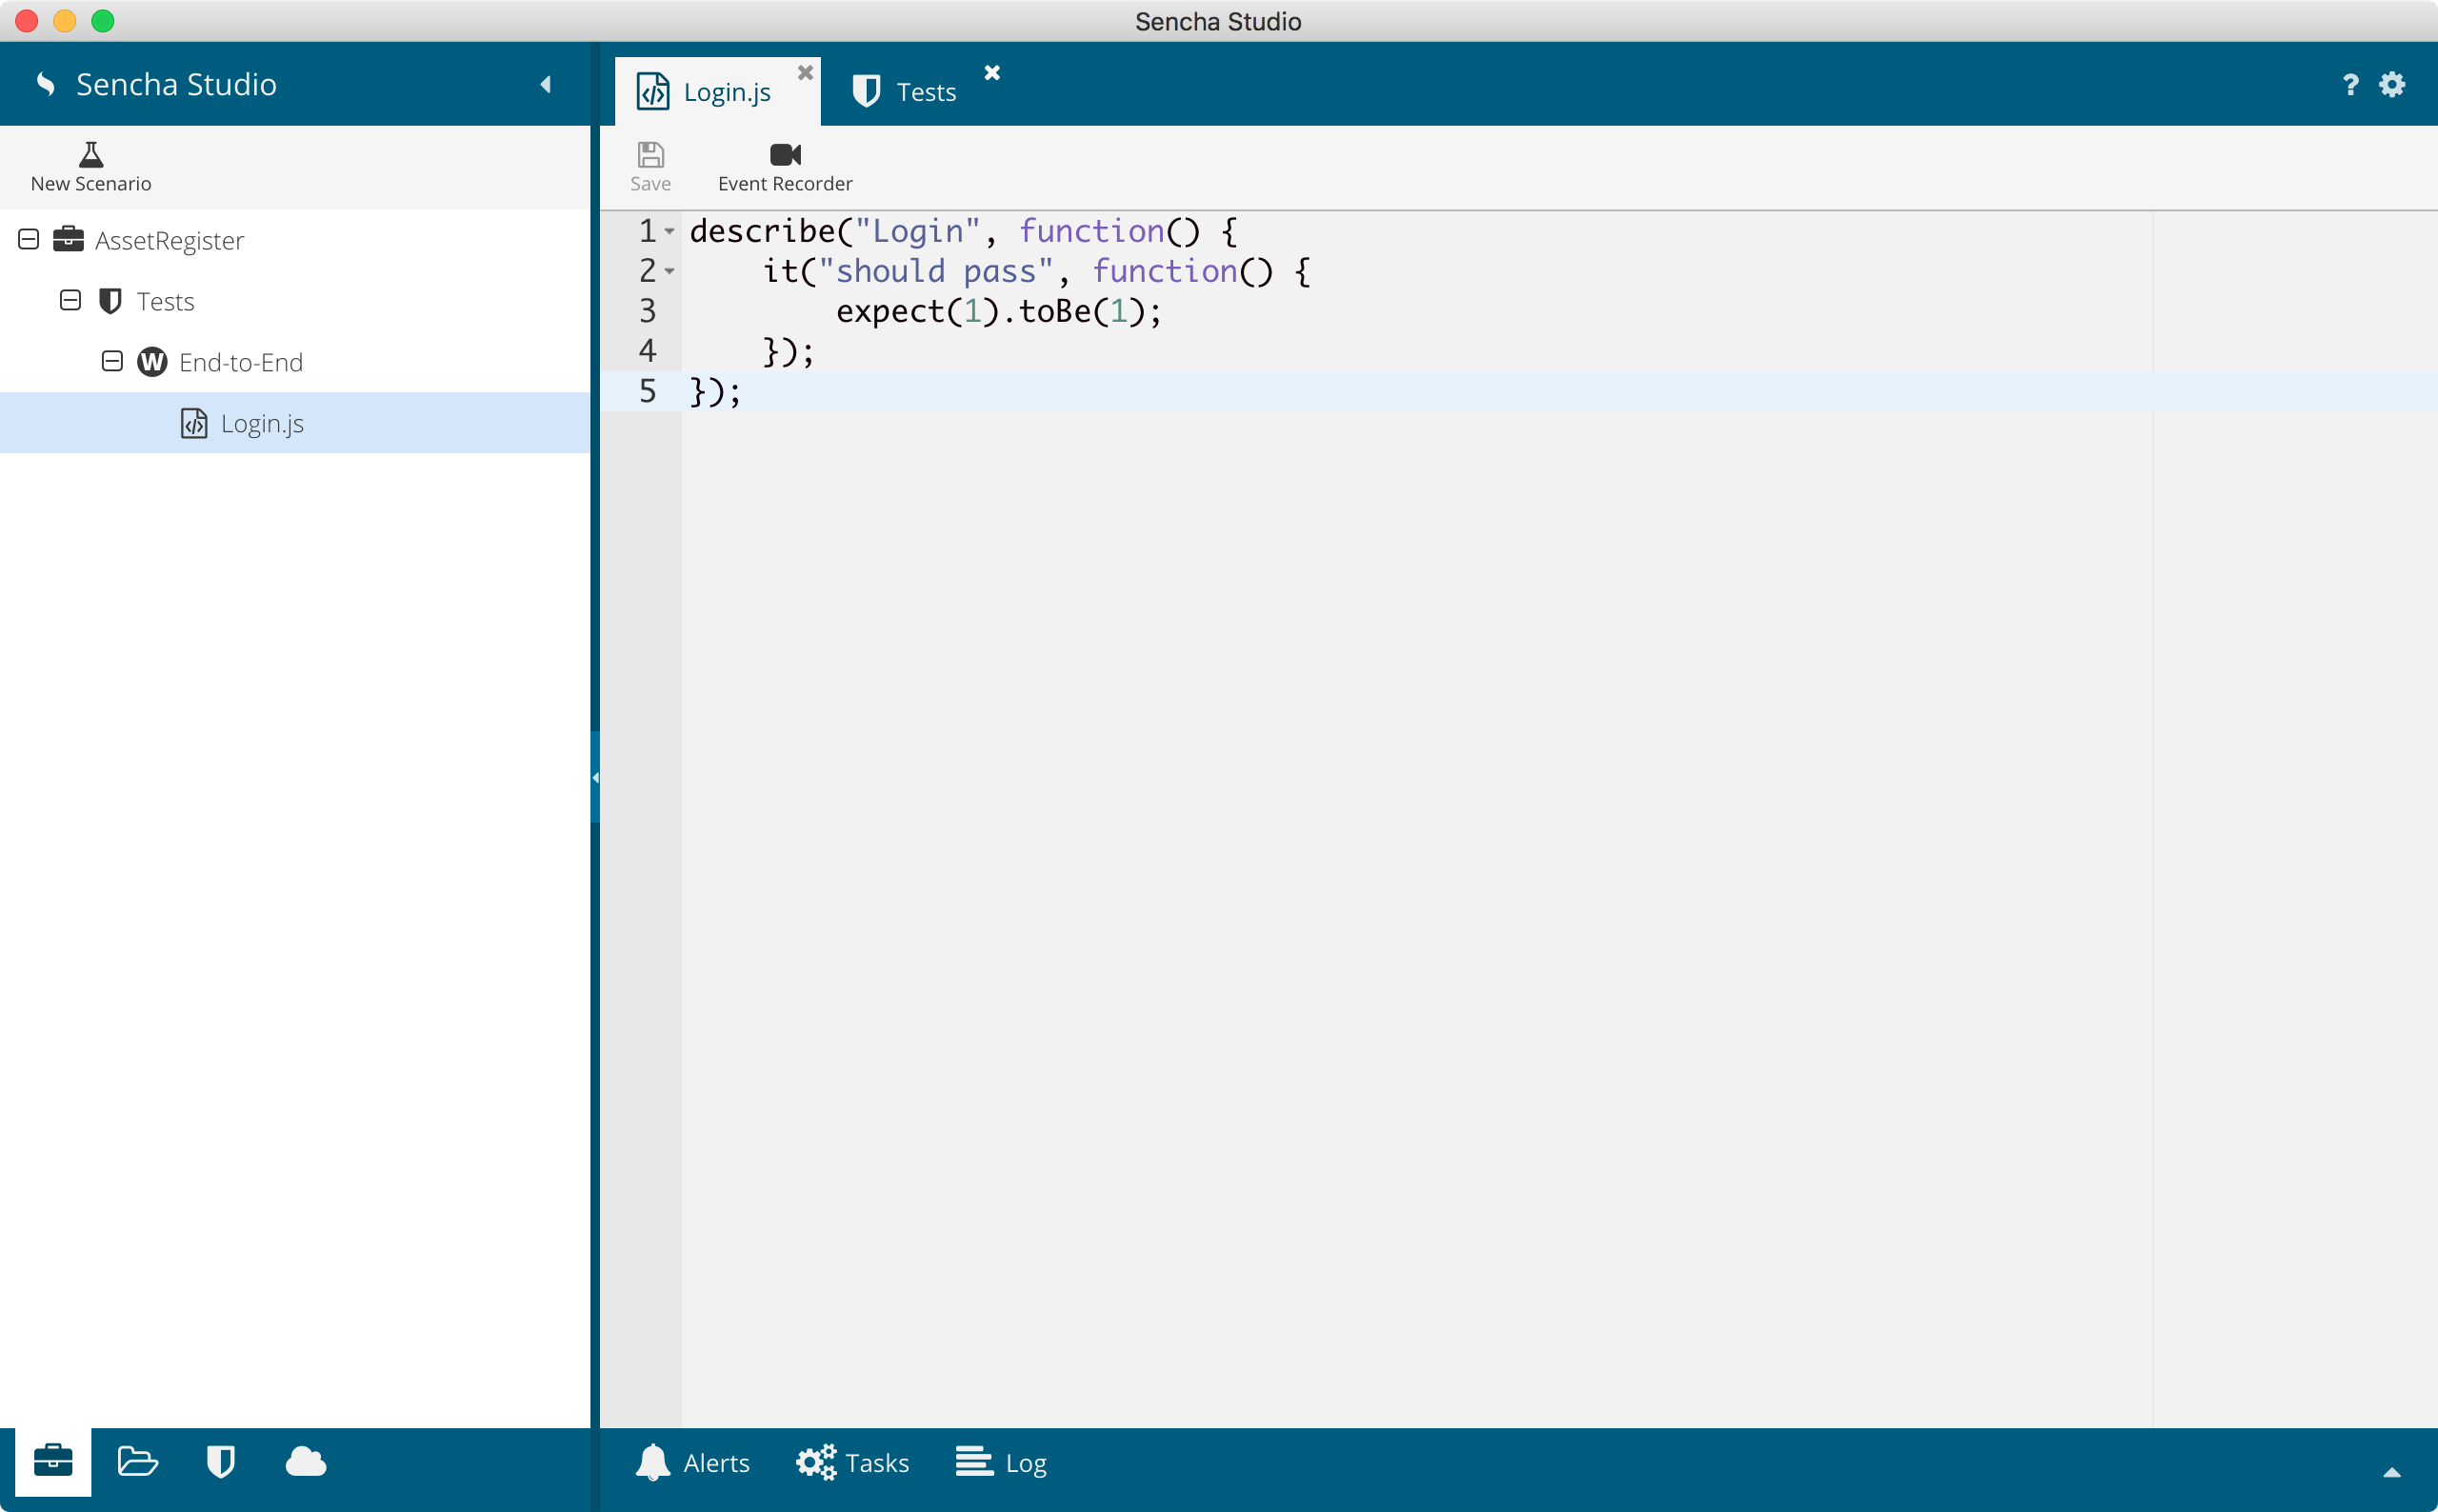 Sencha Studio
Sencha Studio
Login.js
Tests
?
New Scenario
Save
Event Recorder
AssetRegister
Tests
W End-to-End
Login.js
1 describe("Login", function() {
2     it("should pass", function() {
3         expect(1).toBe(1);
4     });
5 });
Alerts
Tasks
Log